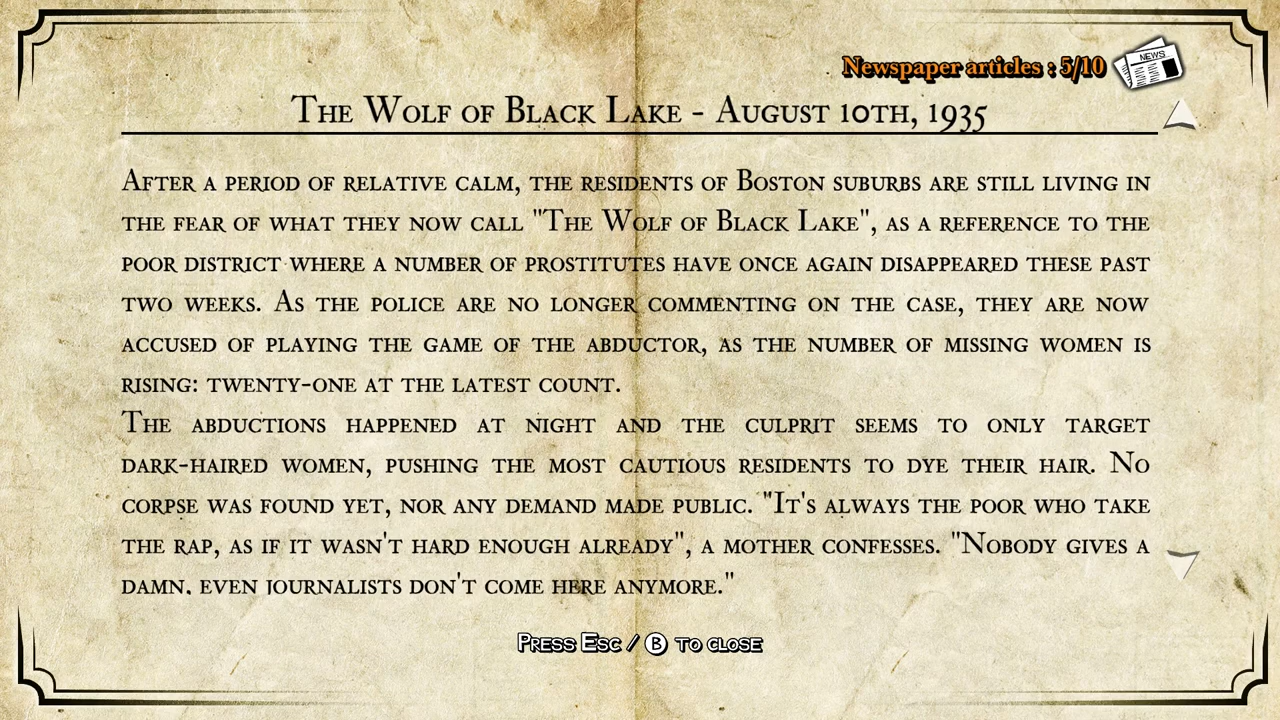 Newspaper articles : 5/10
NEWS
The Wolf of Black Lake - August 10th, 1935
After a period of relative calm, the residents of Boston suburbs are still living in
the fear of what they now call "The Wolf of Black Lake", as a reference to the
poor district where a number of prostitutes have once again disappeared these past
two weeks. As the police are no longer commenting on the case, they are now
accused of playing the game of the abductor, as the number of missing women is
rising: twenty-one at the latest count.
The abductions happened at night and the culprit seems to only target
dark-haired women, pushing the most cautious residents to dye their hair. No
corpse was found yet, nor any demand made public. "It's always the poor who take
the rap, as if it wasn't hard enough already", a mother confesses. "Nobody gives a
damn, even journalists don't come here anymore."
Press Esc / B to close